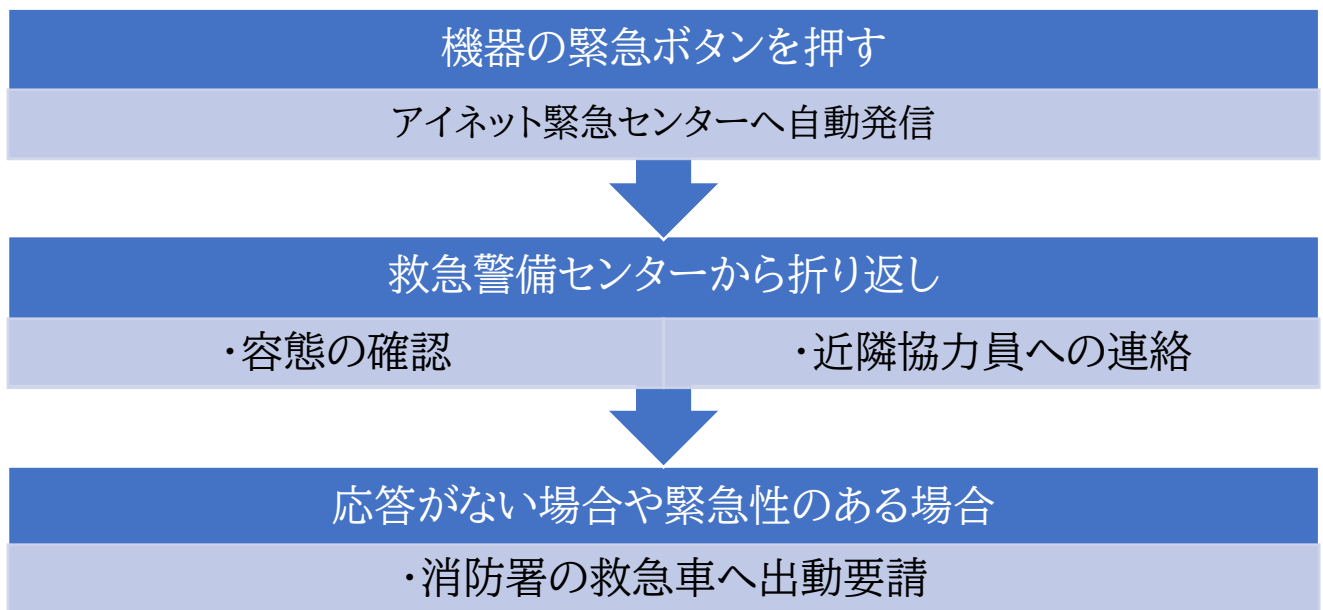 機器の緊急ボタンを押す
アイネット緊急センターへ自動発信
救急警備センターから折り返し
・容態の確認
・近隣協力員への連絡
応答がない場合や緊急性のある場合
・消防署の救急車へ出動要請